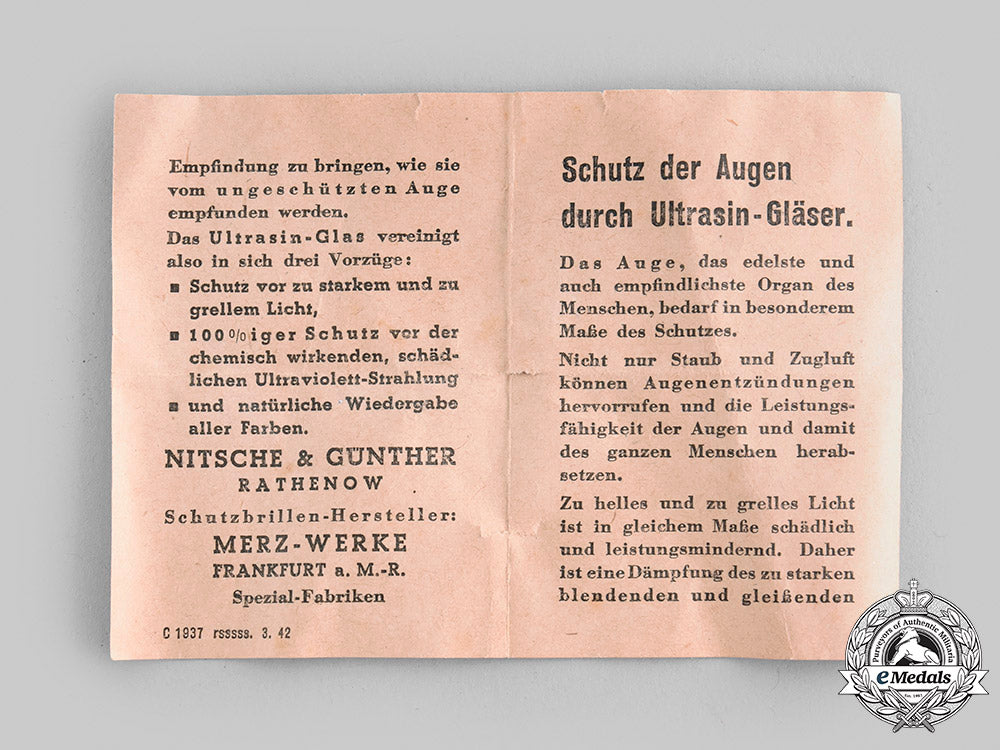 Empfindung zu bringen, wie sie
vom ungeschützten Auge
empfunden werden.
Das Ultrasin-Glas vereinigt
also in sich drei Vorzüge:
■ Schutz vor zu starkem und zu
grellem Licht,
■ 100%iger Schutz vor der
chemisch wirkenden, schäd-
lichen Ultraviolett-Strahlung
■ und natürliche Wiedergabe
aller Farben.
NITSCHE & GÜNTHER
RATHENOW
Schutzbrillen-Hersteller:
MERZ-WERKE
FRANKFURT a. M.-R.
Spezial-Fabriken
C 1937 rsssss. 3. 42
Schutz der Augen
durch Ultrasin-Gläser.
Das Auge, das edelste und
auch empfindlichste Organ des
Menschen, bedarf in besonderem
Maße des Schutzes.
Nicht nur Staub und Zugluft
können Augenentzündungen
hervorrufen und die Leistungs-
fähigkeit der Augen und damit
des ganzen Menschen herab-
setzen.
Zu helles und zu grelles Licht
ist in gleichem Maße schädlich
und leistungsmindernd. Daher
ist eine Dämpfung des zu starken
blendenden und gleißenden
Purveyors of Authentic Militaria
eMedals